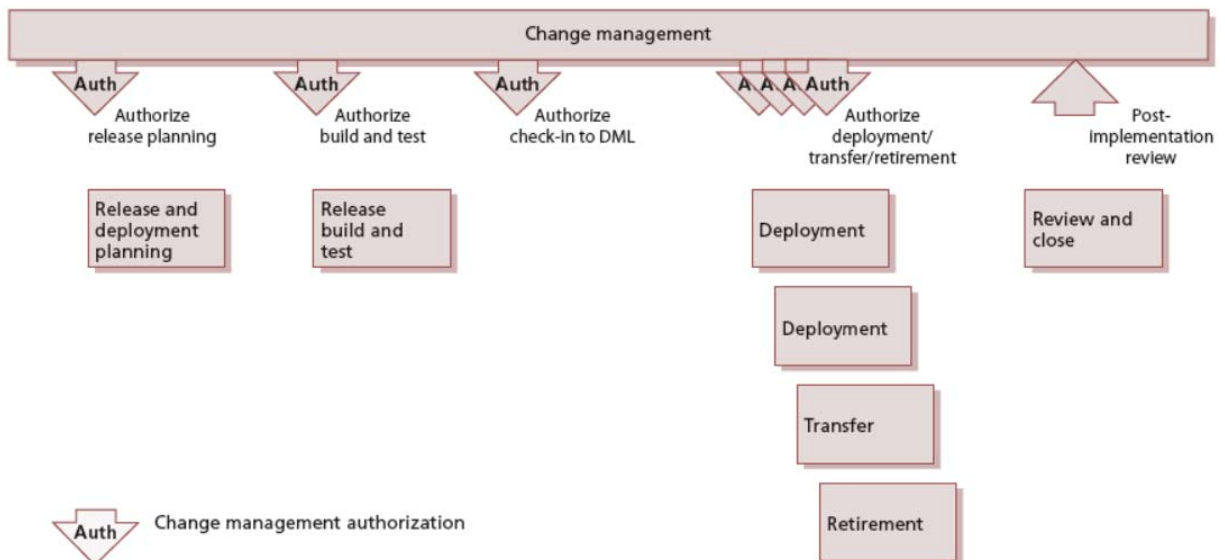 Change management
Auth
Auth
Auth
A
A
A
Auth
Authorize
release planning
Authorize
build and test
Authorize
check-in to DML
Authorize
deployment/
transfer/retirement
Post-
implementation
review
Release and
deployment
planning
Release
build and
test
Deployment
Review and
close
Deployment
Transfer
Retirement
Auth
Change management authorization